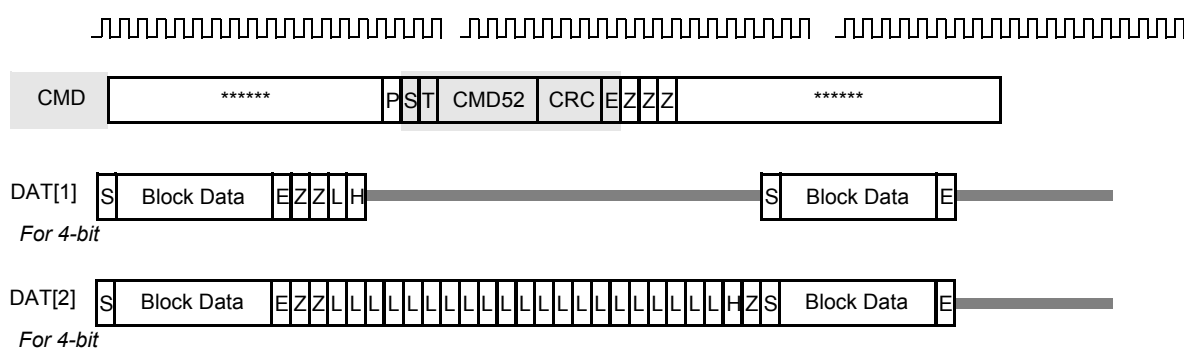 CMD ****** P S T CMD52 CRC E Z Z Z ******
DAT[1] S Block Data E Z Z L H S Block Data E
For 4-bit
DAT[2] S Block Data E Z Z L L L L L L L L L L L L L L L L L L L L L H Z S Block Data E
For 4-bit